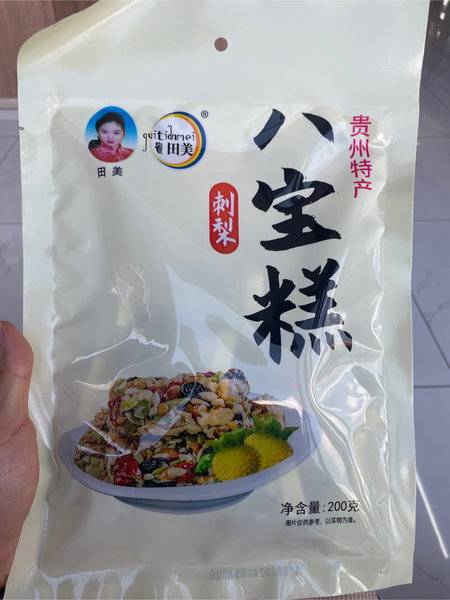 田美
guitianmei
田美
®
刺梨
八宝糕
贵州特产
净含量:200克
图片仅供参考，以实物为准。